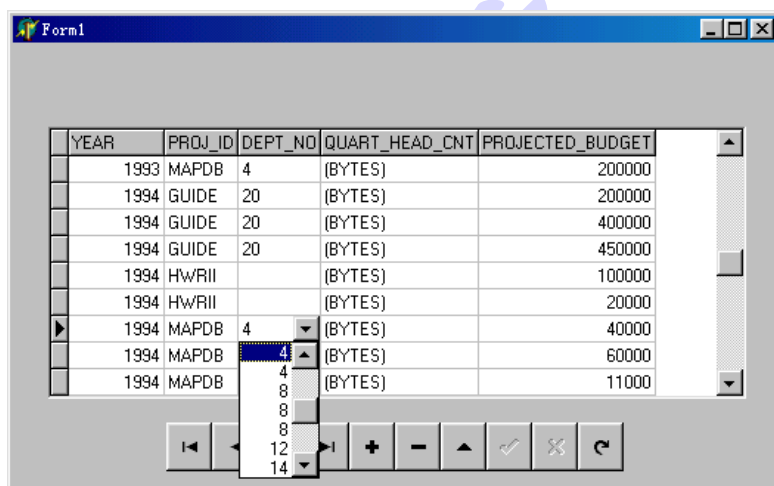 Form1
YEAR PROJ_ID DEPT_NO QUART_HEAD_CNT PROJECTED_BUDGET
1993 MAPDB 4 (BYTES) 200000
1994 GUIDE 20 (BYTES) 200000
1994 GUIDE 20 (BYTES) 400000
1994 GUIDE 20 (BYTES) 450000
1994 HWRII (BYTES) 100000
1994 HWRII (BYTES) 20000
1994 MAPDB 4 (BYTES) 40000
1994 MAPDB (BYTES) 60000
1994 MAPDB (BYTES) 11000
4
4
8
8
8
12
14